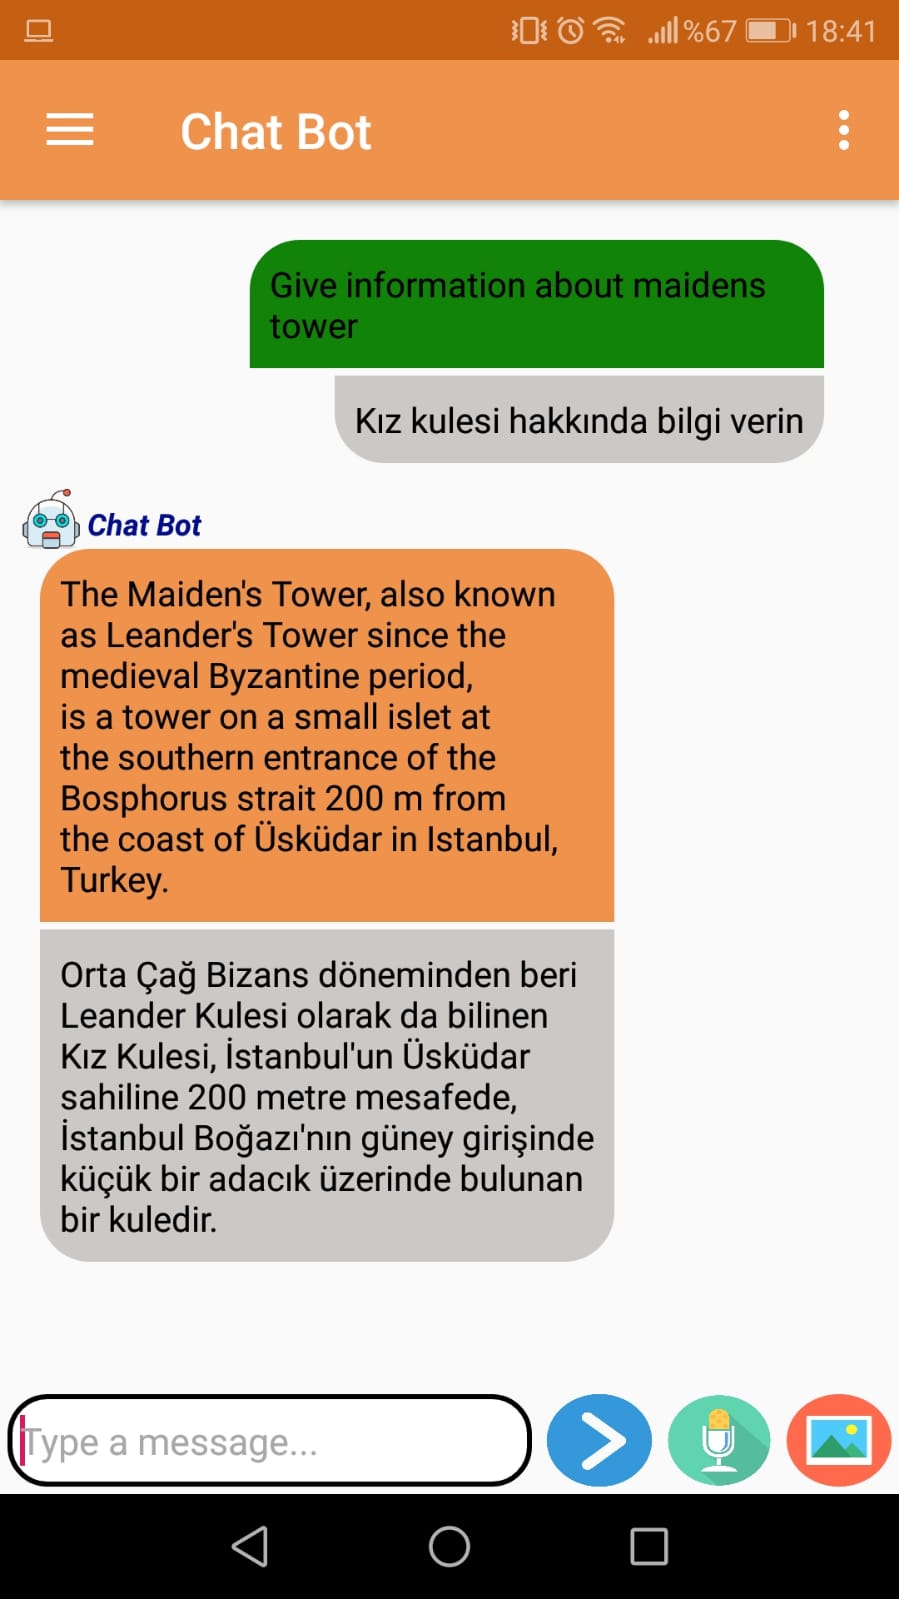 %67 18:41
Chat Bot
Give information about maidens
tower
Kız kulesi hakkında bilgi verin
Chat Bot
The Maiden's Tower, also known
as Leander's Tower since the
medieval Byzantine period,
is a tower on a small islet at
the southern entrance of the
Bosphorus strait 200 m from
the coast of Üsküdar in Istanbul,
Turkey.
Orta Çağ Bizans döneminden beri
Leander Kulesi olarak da bilinen
Kız Kulesi, İstanbul'un Üsküdar
sahiline 200 metre mesafede,
İstanbul Boğazı'nın güney girişinde
küçük bir adacık üzerinde bulunan
bir kuledir.
Type a message...